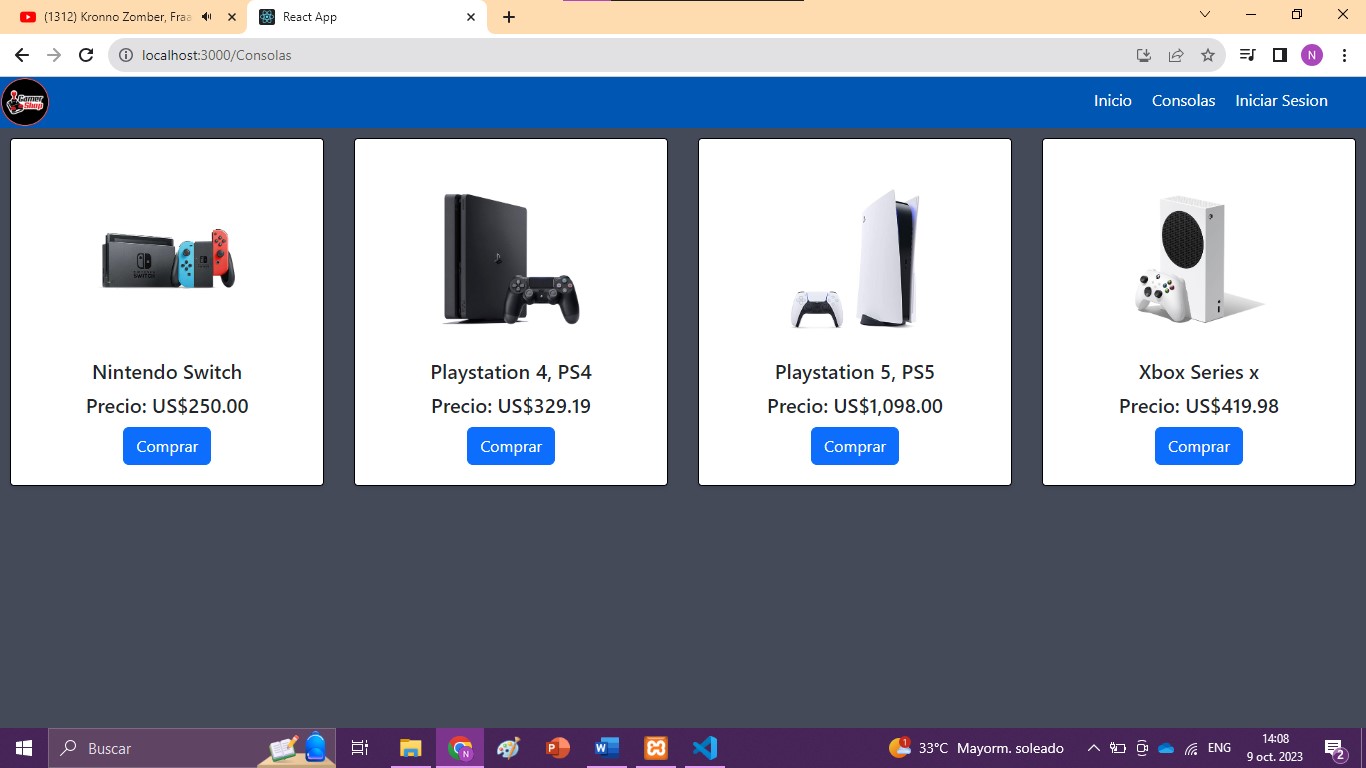 (1312) Kronno Zomber, Fraa
React App
localhost:3000/Consolas
N
Gamer
Shop
Inicio
Consolas
Iniciar Sesion
Nintendo Switch
Precio: US$250.00
Comprar
Playstation 4, PS4
Precio: US$329.19
Comprar
Playstation 5, PS5
Precio: US$1,098.00
Comprar
Xbox Series x
Precio: US$419.98
Comprar
Buscar
1
33°C Mayorm. soleado
ENG
14:08
9 oct. 2023
2